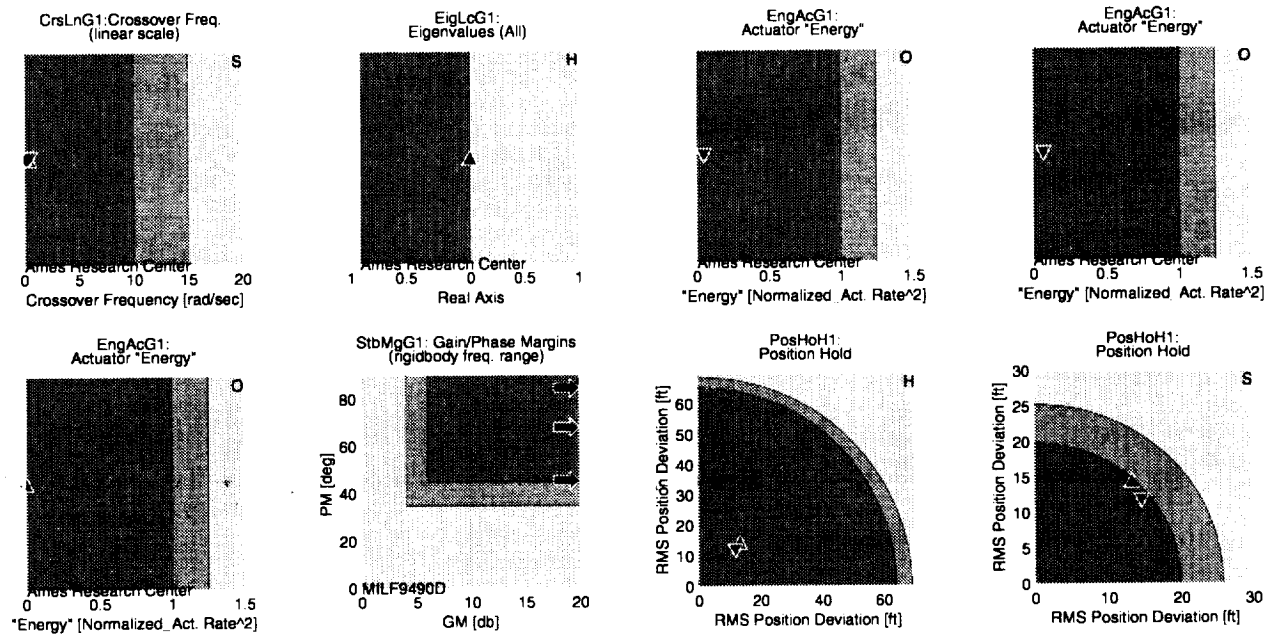 CrsLnG1:Crossover Freq.
(linear scale)
S
Ames Research Center
0 5 10 15 20
Crossover Frequency [rad/sec]
EigLcG1:
Eigenvalues (All)
H
Ames Research Center
1 0.5 0 0.5 1
Real Axis
EngAcG1:
Actuator "Energy"
O
Ames Research Center
0 0.5 1 1.5
"Energy" [Normalized_Act. Rate^2]
EngAcG1:
Actuator "Energy"
O
Ames Research Center
0 0.5 1 1.5
"Energy" [Normalized_Act. Rate^2]
EngAcG1:
Actuator "Energy"
O
Ames Research Center
0 0.5 1 1.5
"Energy" [Normalized_Act. Rate^2]
StbMgG1: Gain/Phase Margins
(rigidbody freq. range)
PM [deg]
80
60
40
20
0
MILF9490D
0 10 20
GM [db]
PosHoH1:
Position Hold
H
RMS Position Deviation [ft]
60
50
40
30
20
10
0
0 20 40 60
RMS Position Deviation [ft]
PosHoH1:
Position Hold
S
RMS Position Deviation [ft]
30
25
20
15
10
5
0
0 10 20 30
RMS Position Deviation [ft]